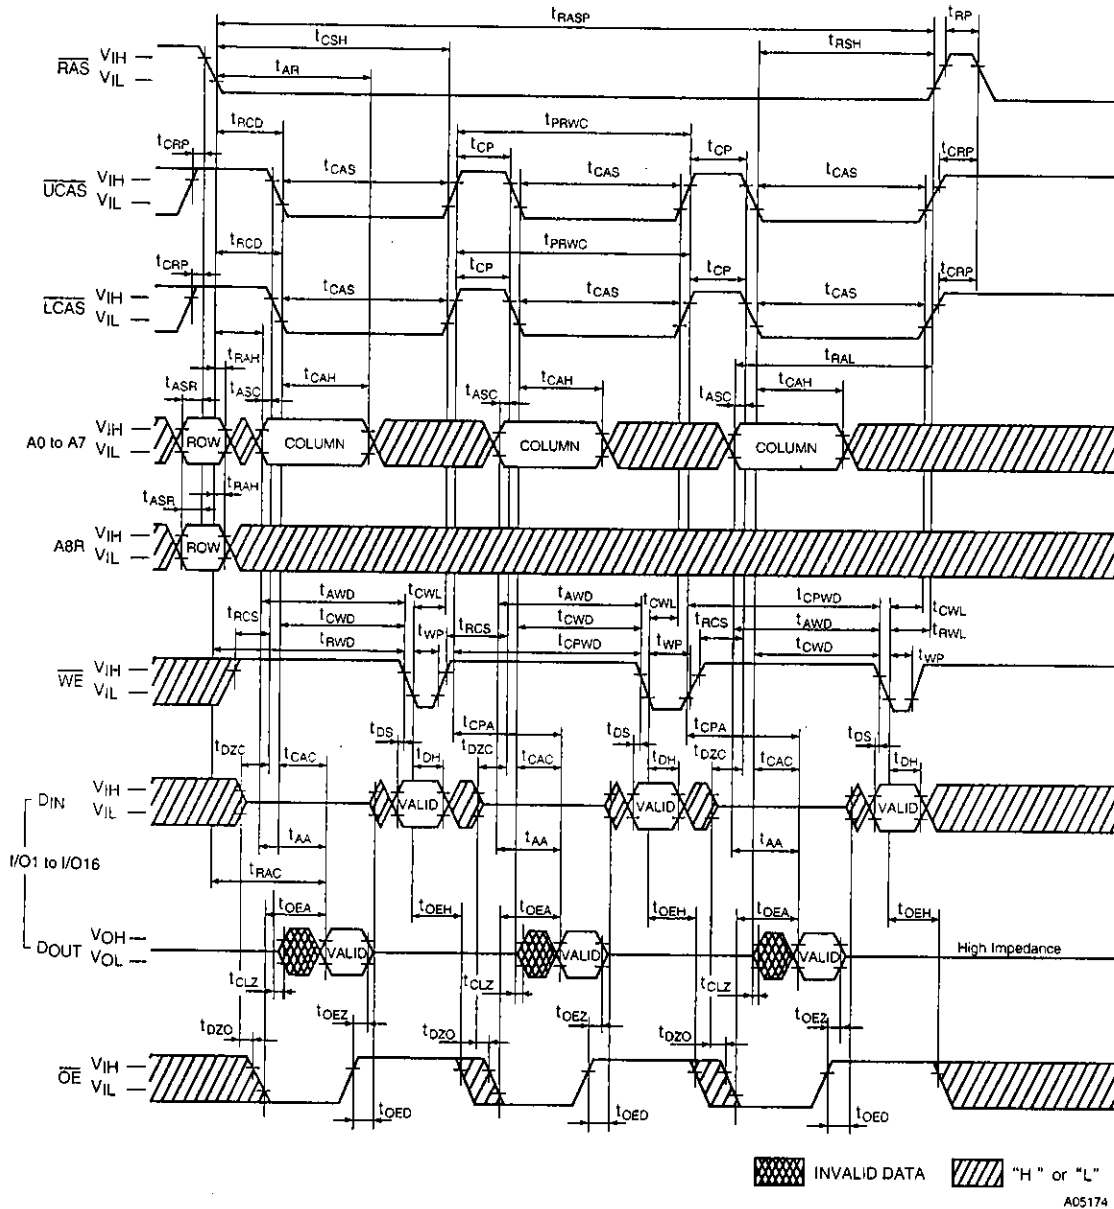 tRASP tRP
tCSH tRSH
RAS VIH
VIL
tAR
tRCD tPRWC
tCRP tCP tCP tCRP
UCAS VIH
VIL
tCAS tCAS tCAS
tRCD tPRWC
tCRP tCP tCP tCRP
LCAS VIH
VIL
tCAS tCAS tCAS
tRAH tRAL
tASR tASC tCAH tASC tCAH tASC tCAH
A0 to A7 VIH
VIL
ROW COLUMN COLUMN COLUMN
tASR tRAH
A8R VIH
VIL
ROW
tAWD tCWL tAWD tCWL tCPWD tCWL
tRCS tCWD tWP tRCS tCWD tRCS tAWD tRWL
tRWD tCPWD tWP tCWD tWP
WE VIH
VIL
tDS tCPA tDS tCPA tDS
tDZC tCAC tDH tDZC tCAC tDH tDZC tCAC tDH
DIN VIH
VIL
VALID VALID VALID
tAA tAA tAA
I/O1 to I/O16
tRAC
tOEA tOEH tOEA tOEH tOEA tOEH
DOUT VOH
VOL
VALID VALID VALID High Impedance
tCLZ tCLZ tCLZ
tDZO tOEZ tDZO tOEZ tDZO tOEZ
OE VIH
VIL
tOED tOED tOED
INVALID DATA "H" or "L"
A05174